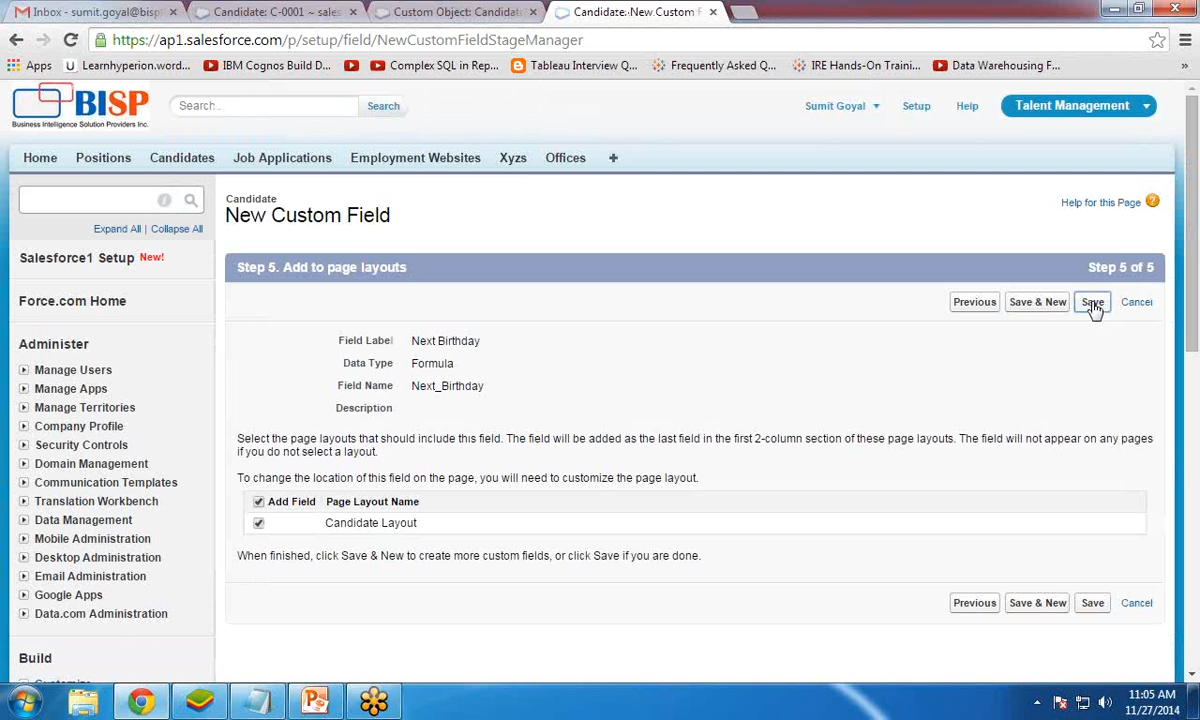 Inbox - sumit.goyal@bisp
Candidate: C-0001 ~ sales
Custom Object: Candidat
Candidate: New Custom F
https://ap1.salesforce.com/p/setup/field/NewCustomFieldStageManager
Apps
Learnhyperion.word...
IBM Cognos Build D...
Complex SQL in Rep...
Tableau Interview Q...
Frequently Asked Q...
IRE Hands-On Traini...
Data Warehousing F...
»
BISP
Business Intelligence Solution Providers Inc.
Search...
Search
Sumit Goyal
Setup
Help
Talent Management
Home
Positions
Candidates
Job Applications
Employment Websites
Xyzs
Offices
+
Expand All | Collapse All
Salesforce1 Setup New!
Force.com Home
Administer
Manage Users
Manage Apps
Manage Territories
Company Profile
Security Controls
Domain Management
Communication Templates
Translation Workbench
Data Management
Mobile Administration
Desktop Administration
Email Administration
Google Apps
Data.com Administration
Build
Candidate
New Custom Field
Help for this Page
Step 5. Add to page layouts
Step 5 of 5
Previous
Save & New
Save
Cancel
Field Label Next Birthday
Data Type Formula
Field Name Next_Birthday
Description
Select the page layouts that should include this field. The field will be added as the last field in the first 2-column section of these page layouts. The field will not appear on any pages
if you do not select a layout.
To change the location of this field on the page, you will need to customize the page layout.
Add Field Page Layout Name
Candidate Layout
When finished, click Save & New to create more custom fields, or click Save if you are done.
Previous
Save & New
Save
Cancel
11:05 AM
11/27/2014